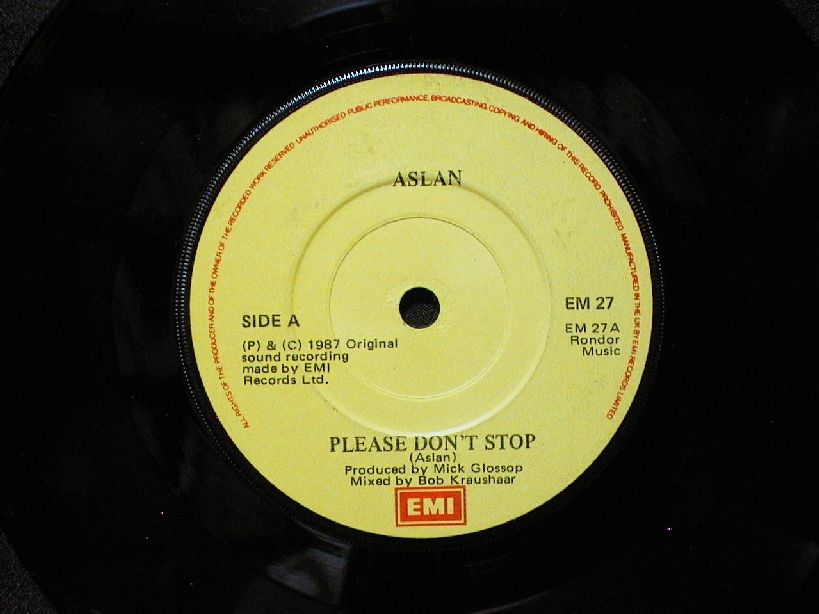 ALL RIGHTS OF THE PRODUCER AND OF THE OWNER OF THE RECORDED WORK RESERVED · UNAUTHORISED PUBLIC PERFORMANCE, BROADCASTING, COPYING AND HIRING OF THIS RECORD PROHIBITED MANUFACTURED IN THE UK BY EMI RECORDS LIMITED
ASLAN
SIDE A
(P) & (C) 1987 Original
sound recording
made by EMI
Records Ltd.
EM 27
EM 27A
Rondor
Music
PLEASE DON'T STOP
(Aslan)
Produced by Mick Glossop
Mixed by Bob Kraushaar
EMI